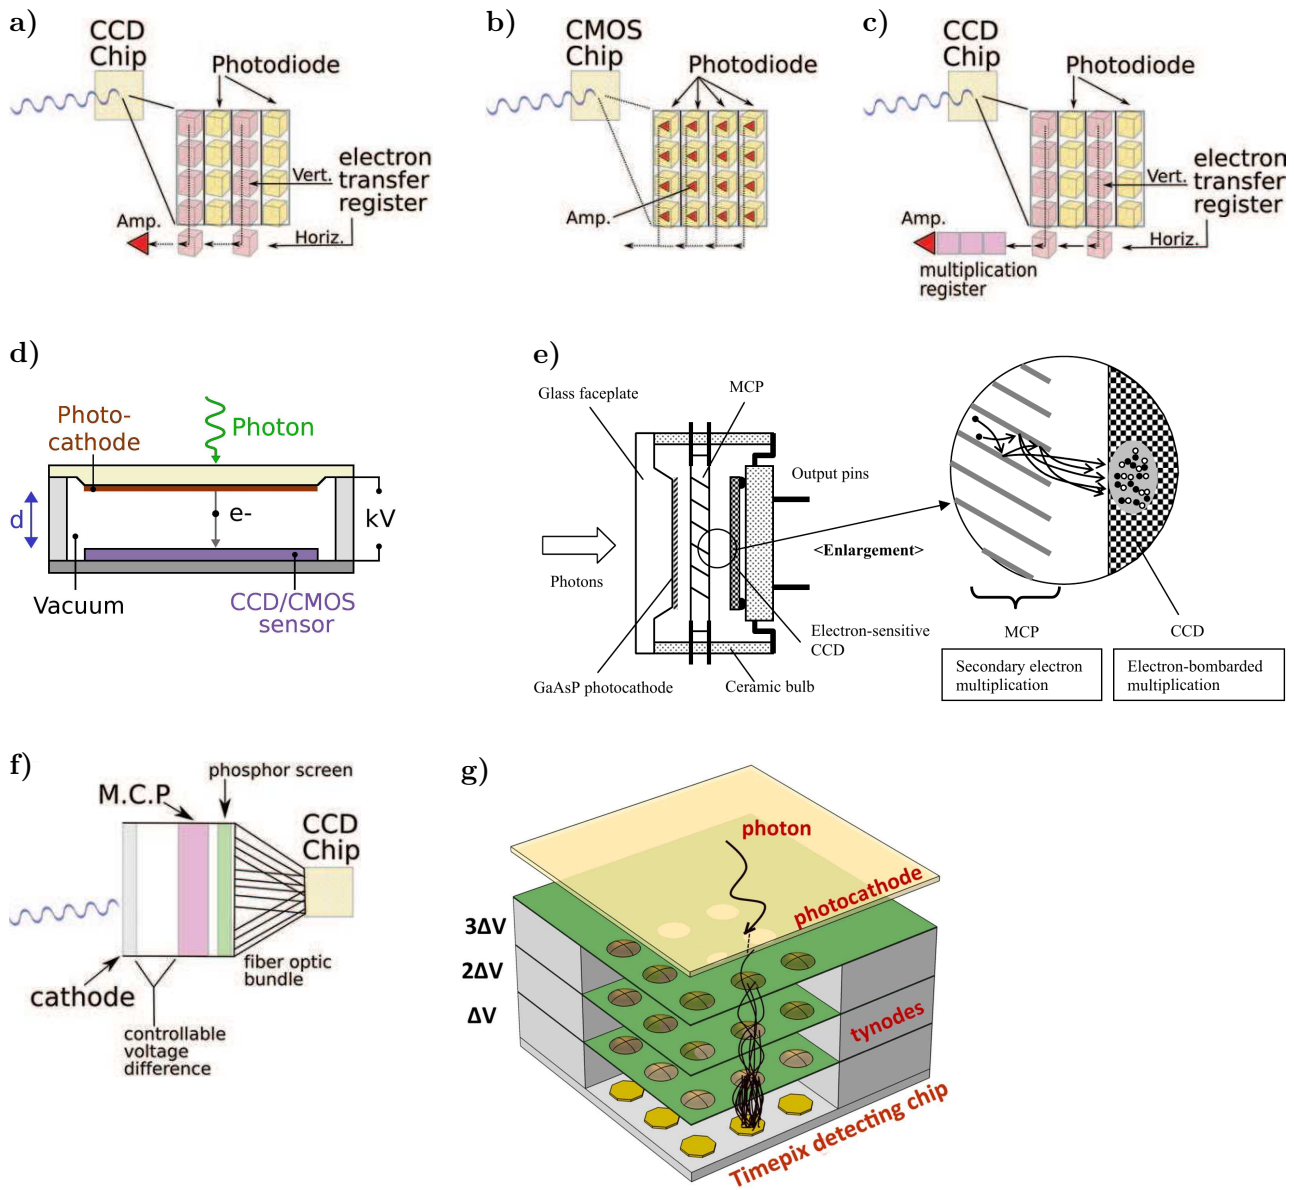 a)
CCD
Chip
Photodiode
Vert.
electron
transfer
register
Amp.
Horiz.
b)
CMOS
Chip
Photodiode
Amp.
c)
CCD
Chip
Photodiode
Vert.
electron
transfer
register
Amp.
Horiz.
multiplication
register
d)
Photo-
cathode
Photon
d
e-
kV
Vacuum
CCD/CMOS
sensor
e)
Glass faceplate
MCP
Output pins
Photons
<Enlargement>
Electron-sensitive
CCD
GaAsP photocathode
Ceramic bulb
MCP
CCD
Secondary electron
multiplication
Electron-bombarded
multiplication
f)
phosphor screen
M.C.P
CCD
Chip
cathode
fiber optic
bundle
controllable
voltage
difference
g)
photon
photocathode
3ΔV
2ΔV
ΔV
tynodes
Timepix detecting chip